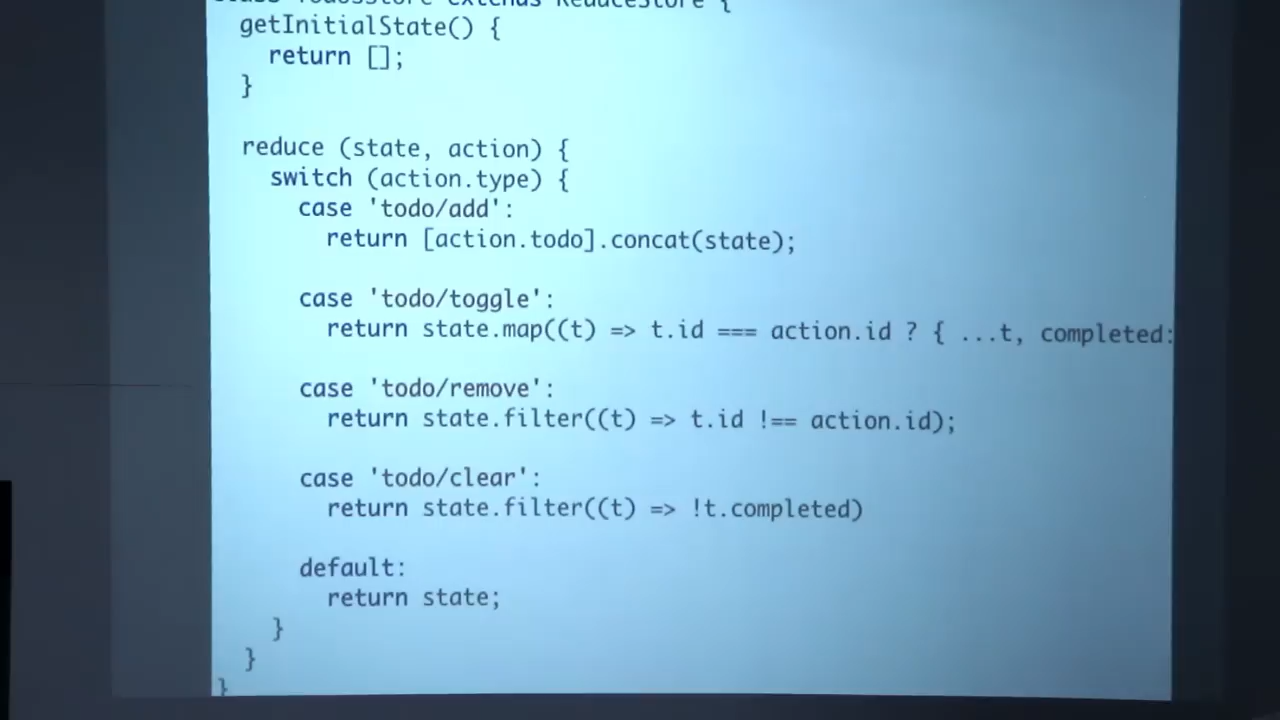 extends ReduceStore {
getInitialState() {
return [];
}
reduce (state, action) {
switch (action.type) {
case 'todo/add':
return [action.todo].concat(state);
case 'todo/toggle':
return state.map((t) => t.id === action.id ? { ...t, completed:
case 'todo/remove':
return state.filter((t) => t.id !== action.id);
case 'todo/clear':
return state.filter((t) => !t.completed)
default:
return state;
}
}
}